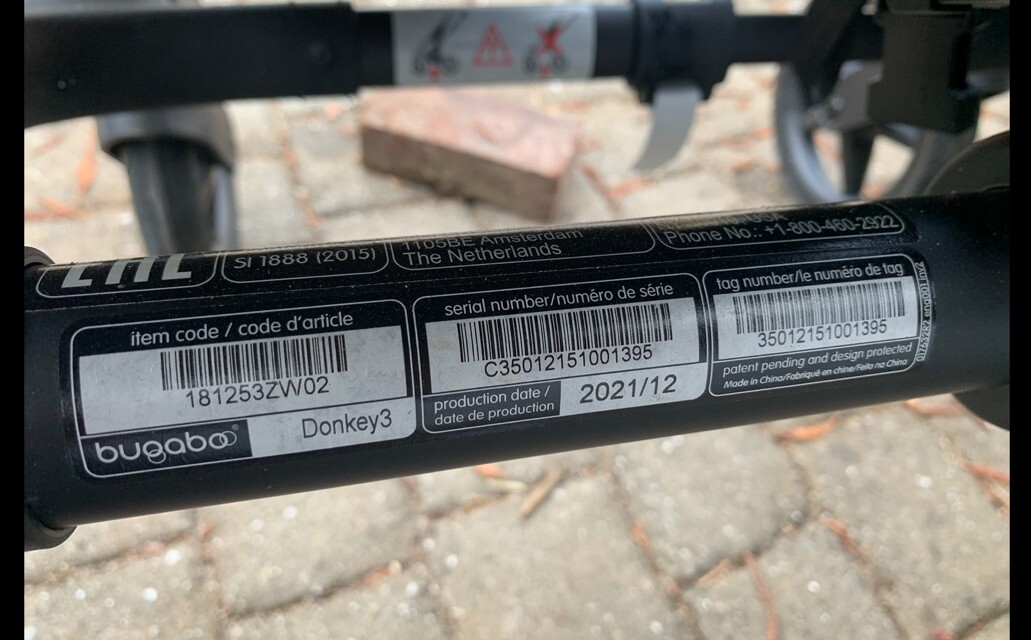 EAC
SI 1888 (2015)
1105BE Amsterdam
The Netherlands
USA
Phone No.: +1-800-460-2922
item code / code d'article
181253ZW02
bugaboo®
Donkey3
serial number/numéro de série
C35012151001395
production date /
date de production
2021/12
tag number/le numéro de tag
35012151001395
patent pending and design protected
Made in China/Fabriqué en chine/Feito na China